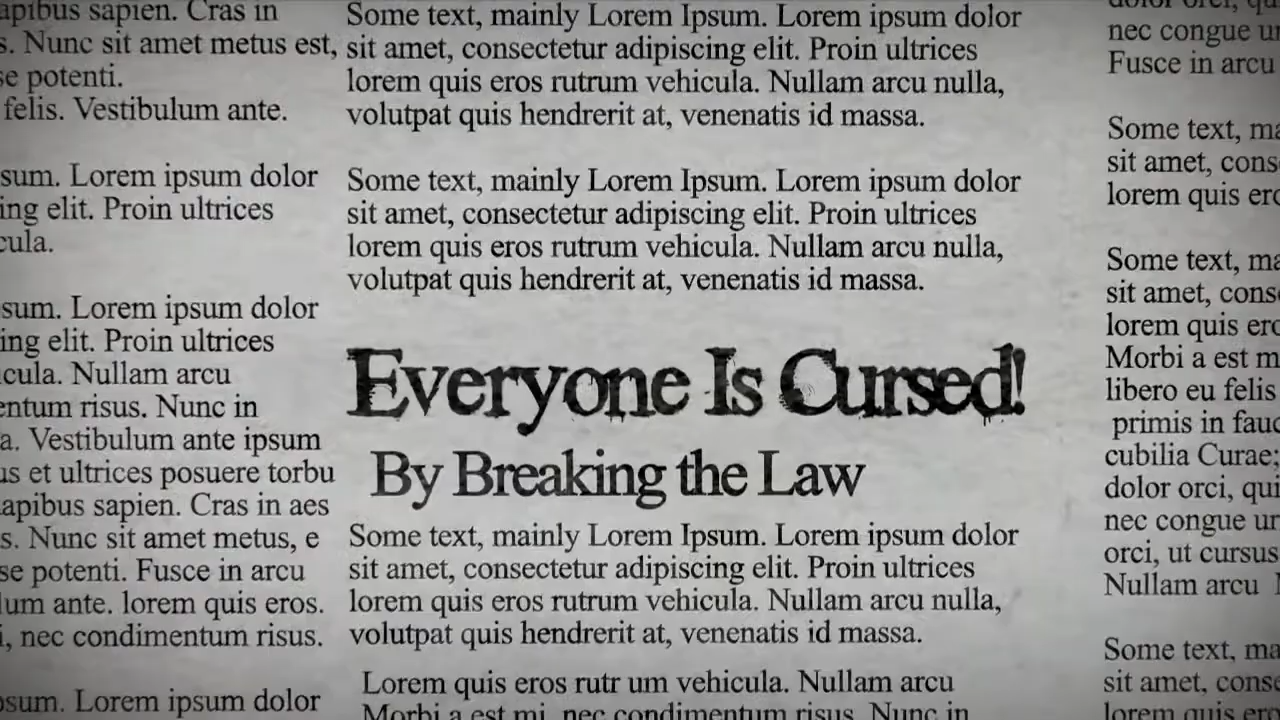 apibus sapien. Cras in
s. Nunc sit amet metus est,
se potenti.
felis. Vestibulum ante.
sum. Lorem ipsum dolor
ing elit. Proin ultrices
cula.
sum. Lorem ipsum dolor
ing elit. Proin ultrices
icula. Nullam arcu
entum risus. Nunc in
a. Vestibulum ante ipsum
us et ultrices posuere torbu
apibus sapien. Cras in aes
s. Nunc sit amet metus, e
se potenti. Fusce in arcu
lum ante. lorem quis eros.
i, nec condimentum risus.
osum. Lorem ipsum dolor
Some text, mainly Lorem Ipsum. Lorem ipsum dolor
sit amet, consectetur adipiscing elit. Proin ultrices
lorem quis eros rutrum vehicula. Nullam arcu nulla,
volutpat quis hendrerit at, venenatis id massa.
Some text, mainly Lorem Ipsum. Lorem ipsum dolor
sit amet, consectetur adipiscing elit. Proin ultrices
lorem quis eros rutrum vehicula. Nullam arcu nulla,
volutpat quis hendrerit at, venenatis id massa.
Everyone Is Cursed!
By Breaking the Law
Some text, mainly Lorem Ipsum. Lorem ipsum dolor
sit amet, consectetur adipiscing elit. Proin ultrices
lorem quis eros rutrum vehicula. Nullam arcu nulla,
volutpat quis hendrerit at, venenatis id massa.
Lorem quis eros rutr um vehicula. Nullam arcu
Morbi a est mi, nec condimentum risus. Nunc in
dolor orci, qu
nec congue ur
Fusce in arcu
Some text, ma
sit amet, cons
lorem quis erc
Some text, ma
sit amet, conse
lorem quis erc
Morbi a est m
libero eu felis
primis in fauc
cubilia Curae;
dolor orci, qui
nec congue ur
orci, ut cursus
Nullam arcu
Some text, ma
sit amet, cons
lorem quis ero